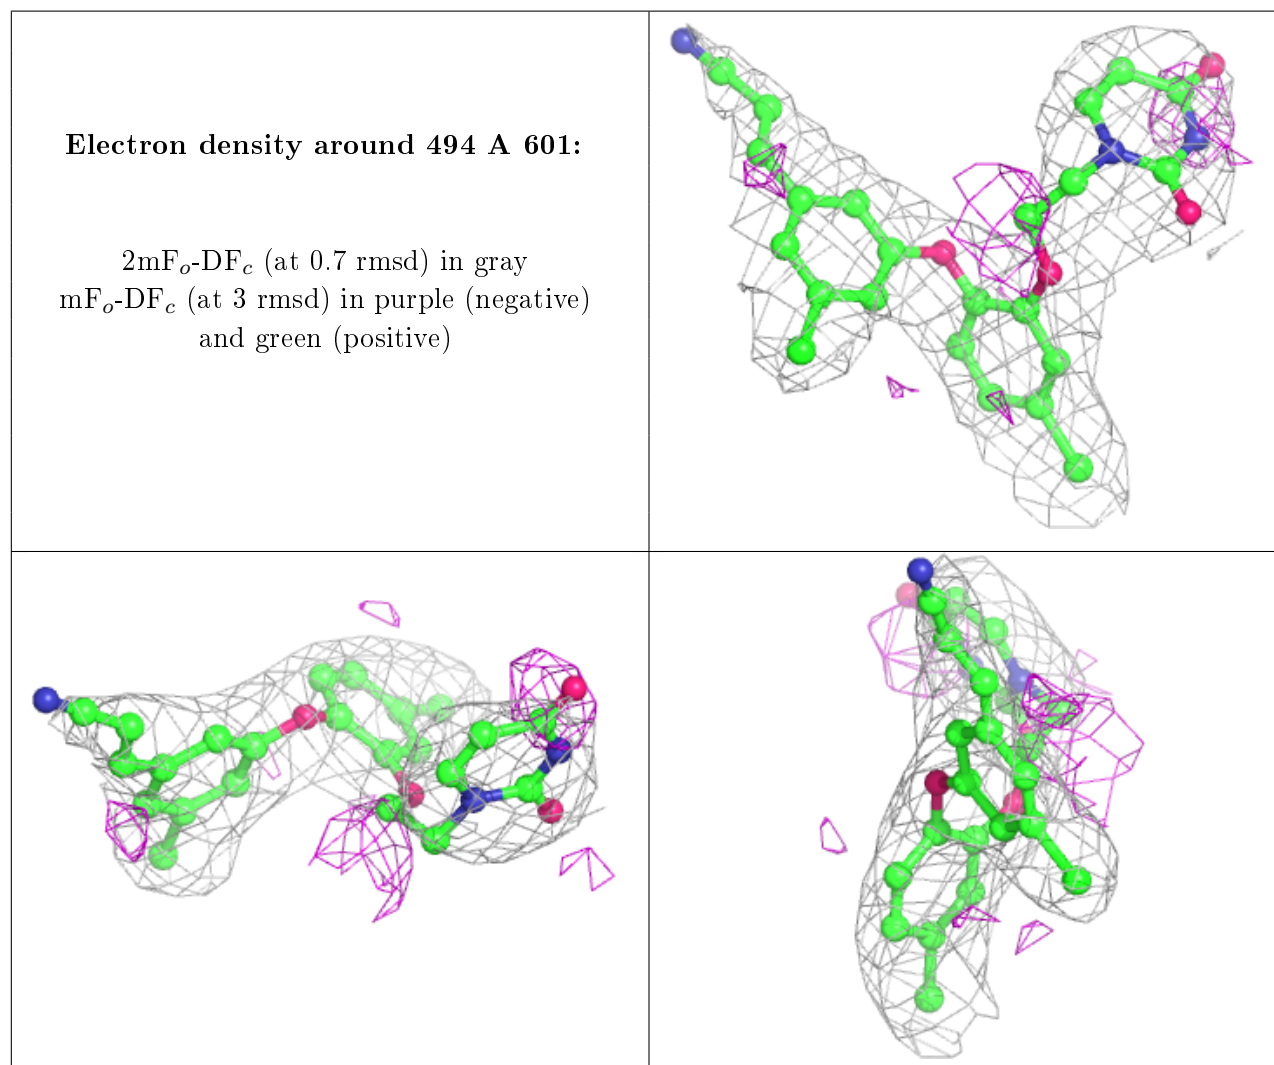 Electron density around 494 A 601:
2mFo-DFc (at 0.7 rmsd) in gray
mFo-DFc (at 3 rmsd) in purple (negative)
and green (positive)